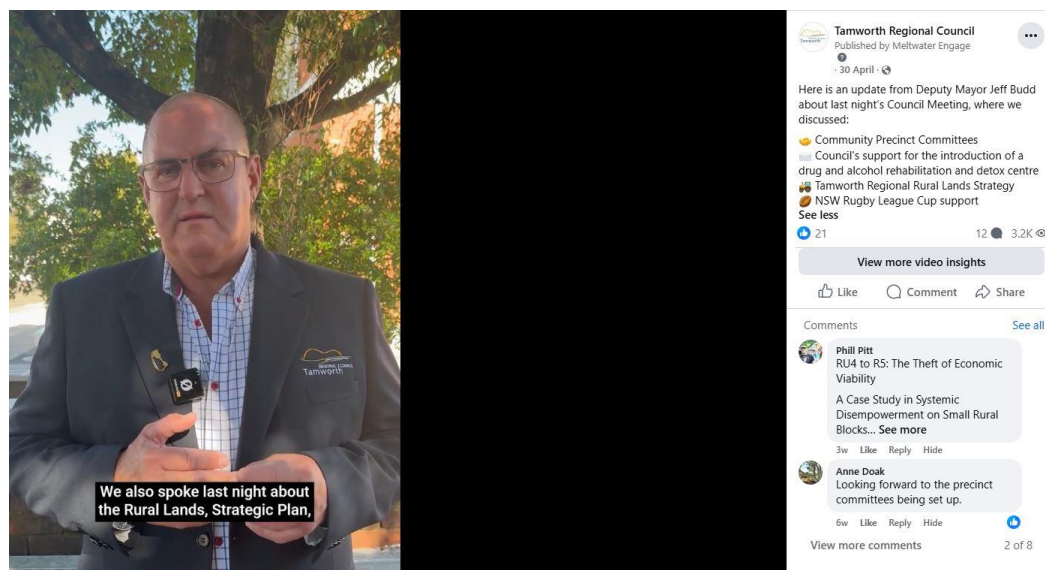 REGIONAL COUNCIL
Tamworth
We also spoke last night about
the Rural Lands, Strategic Plan,
Tamworth Regional Council
Published by Meltwater Engage
· 30 April ·
Here is an update from Deputy Mayor Jeff Budd
about last night's Council Meeting, where we
discussed:
Community Precinct Committees
Council's support for the introduction of a
drug and alcohol rehabilitation and detox centre
Tamworth Regional Rural Lands Strategy
NSW Rugby League Cup support
See less
21
12
3.2K
View more video insights
Like Comment Share
Comments See all
Phill Pitt
RU4 to R5: The Theft of Economic
Viability
A Case Study in Systemic
Disempowerment on Small Rural
Blocks... See more
3w Like Reply Hide
Anne Doak
Looking forward to the precinct
committees being set up.
6w Like Reply Hide
View more comments 2 of 8